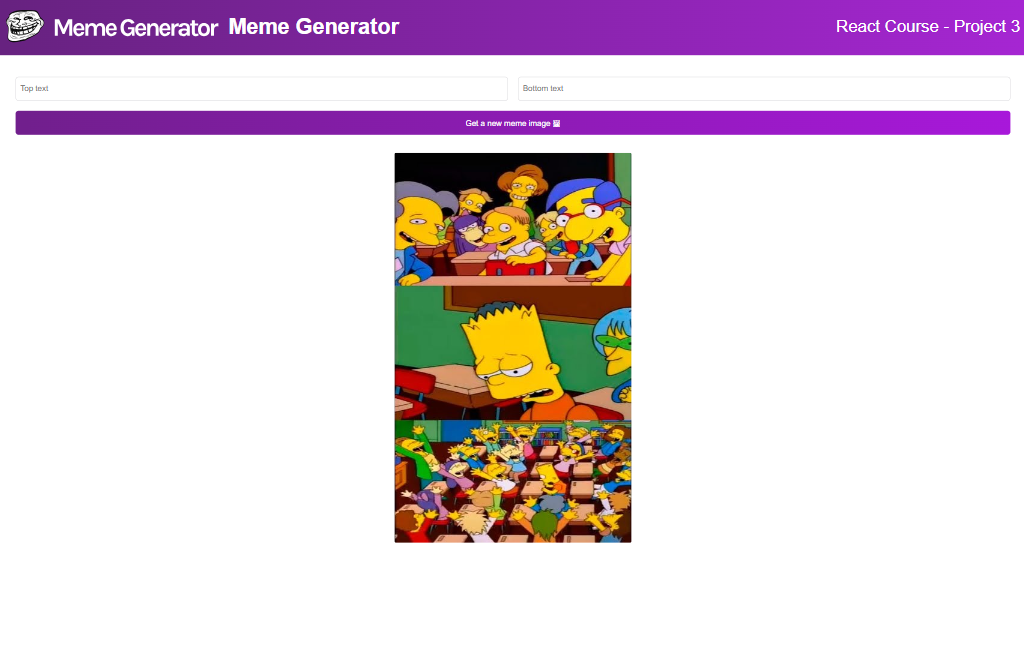 Meme Generator Meme Generator
React Course - Project 3
Top text
Bottom text
Get a new meme image 🖼